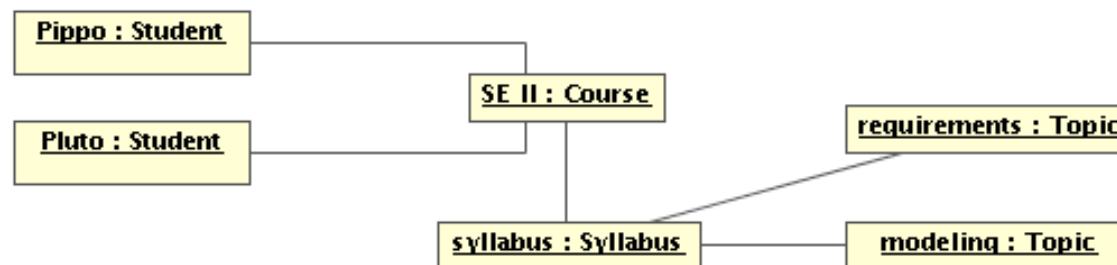 Pippo : Student
SE II : Course
Pluto : Student
requirements : Topic
syllabus : Syllabus
modeling : Topic